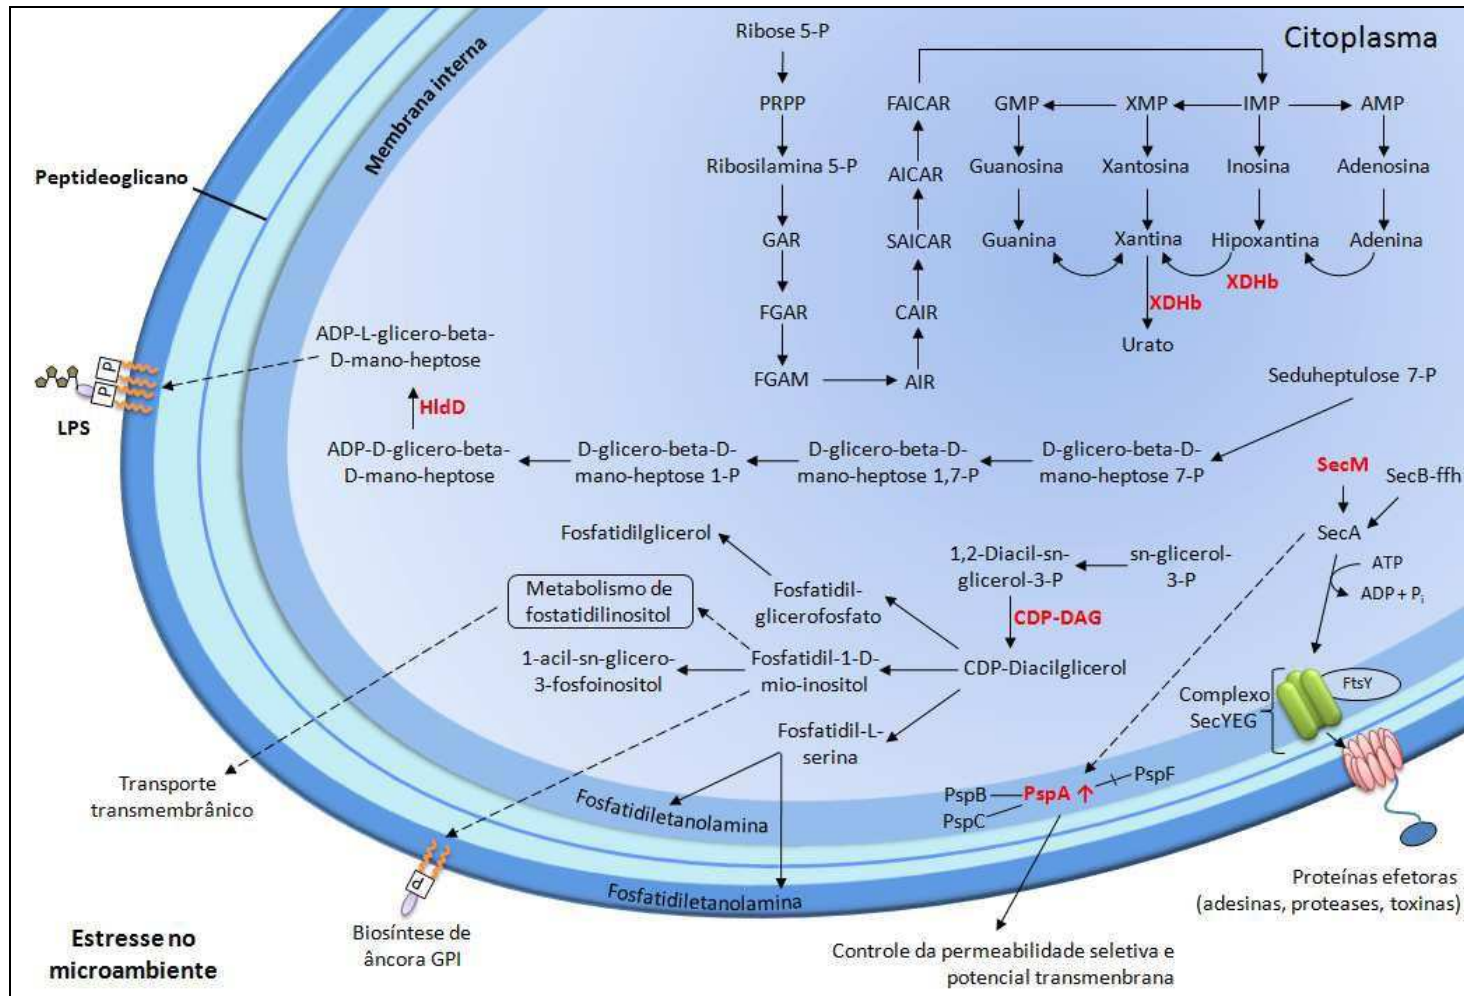 Citoplasma
Membrana interna
Peptideoglicano
Ribose 5-P
PRPP
Ribosilamina 5-P
GAR
FGAR
FGAM
AIR
CAIR
SAICAR
AICAR
FAICAR
GMP
XMP
IMP
AMP
Guanosina
Xantosina
Inosina
Adenosina
Guanina
Xantina
Hipoxantina
Adenina
XDHb
XDHb
Urato
ADP-L-glicero-beta-
D-mano-heptose
HldD
LPS
P
P
P
ADP-D-glicero-beta-
D-mano-heptose
D-glicero-beta-D-
mano-heptose 1-P
D-glicero-beta-D-
mano-heptose 1,7-P
D-glicero-beta-D-
mano-heptose 7-P
Seduheptulose 7-P
SecM
SecB-ffh
SecA
ATP
ADP + Pi
FtsY
Complexo
SecYEG
Fosfatidilglicerol
Metabolismo de
fostatidilinositol
Fosfatidil-
glicerofosfato
1,2-Diacil-sn-
glicerol-3-P
sn-glicerol-
3-P
CDP-DAG
CDP-Diacilglicerol
1-acil-sn-glicero-
3-fosfoinositol
Fosfatidil-1-D-
mio-inositol
Fosfatidil-L-
serina
Fosfatidiletanolamina
Fosfatidiletanolamina
PspB
PspA ↑
PspF
PspC
Transporte
transmembrânico
P
Biosíntese de
âncora GPI
Controle da permeabilidade seletiva e
potencial transmenbrana
Proteínas efetoras
(adesinas, proteases, toxinas)
Estresse no
microambiente